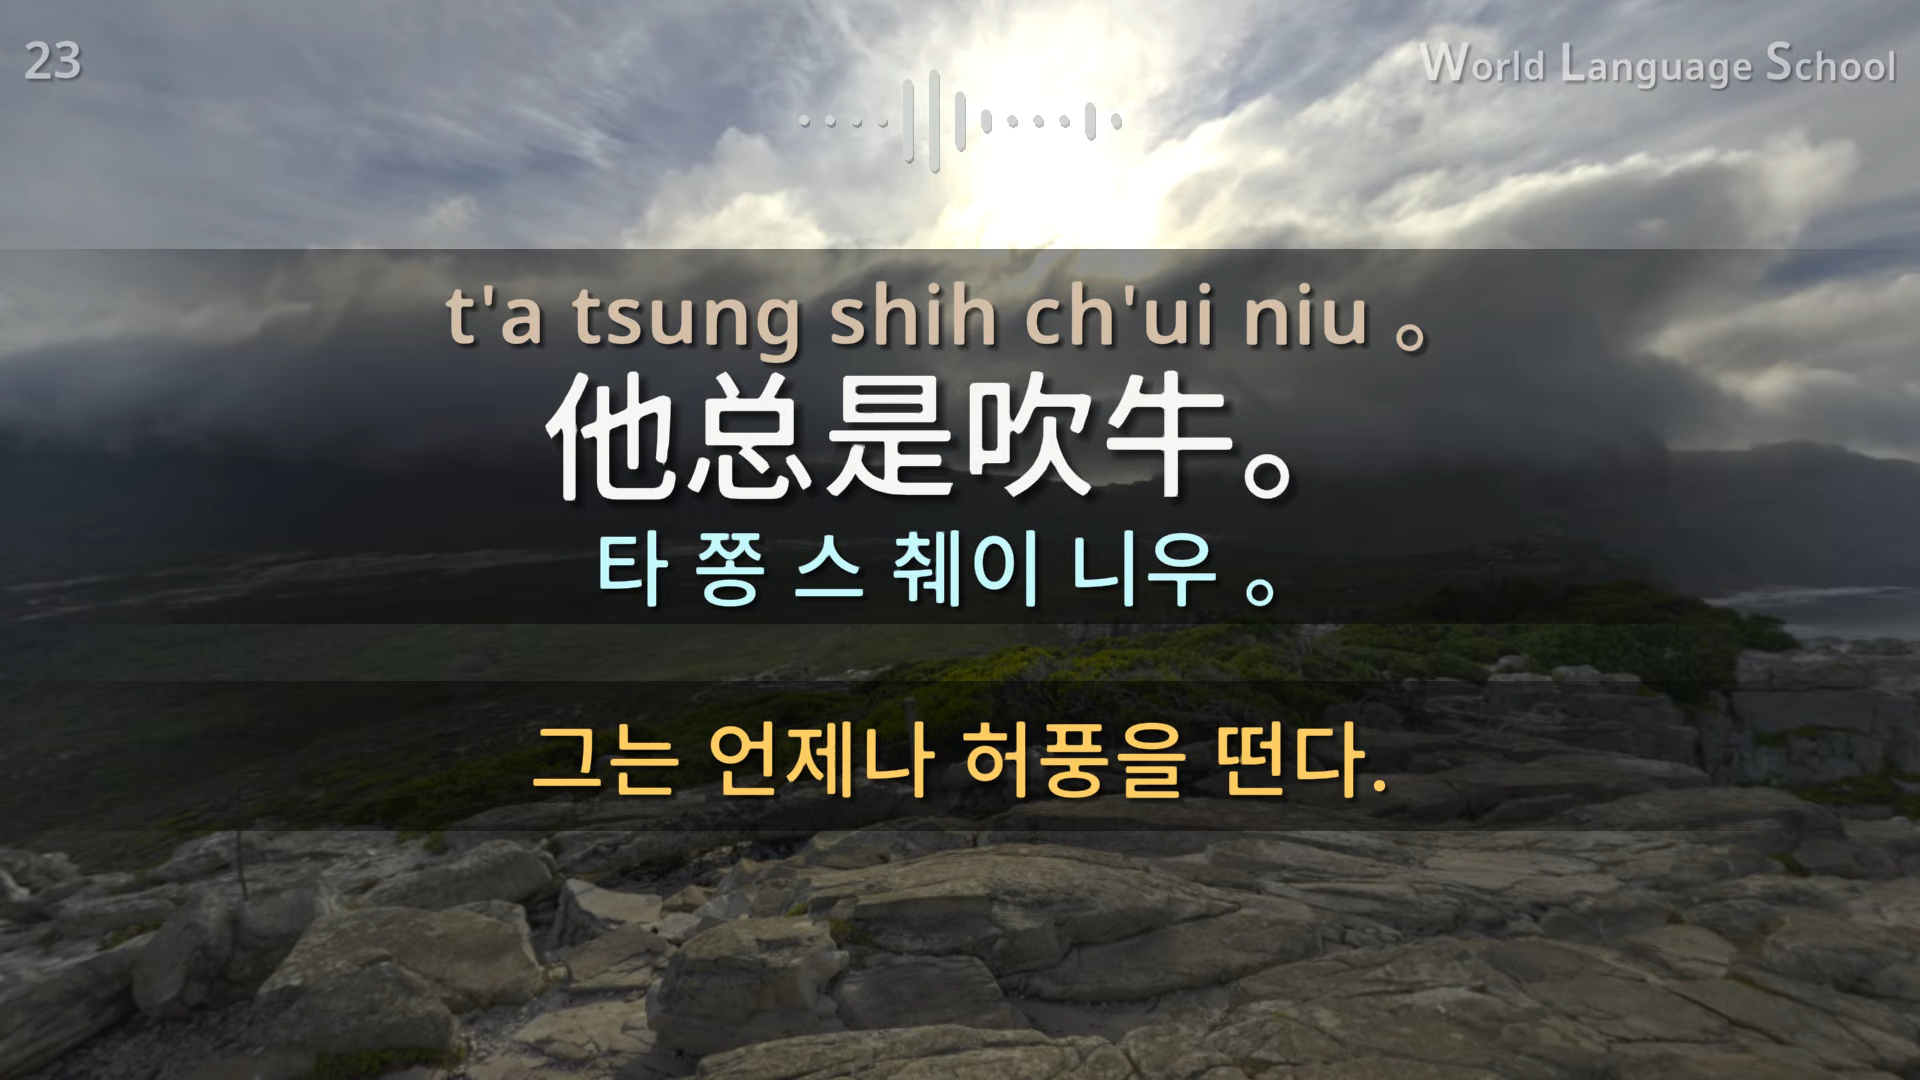 23
World Language School
t'a tsung shih ch'ui niu 。
他总是吹牛。
타 쫑 스 췌이 니우 。
그는 언제나 허풍을 떤다.